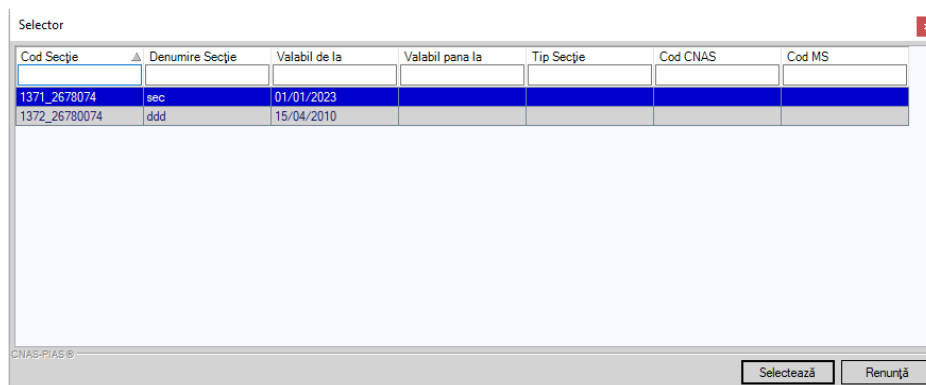 Selector
Cod Secţie Denumire Secţie Valabil de la Valabil pana la Tip Secţie Cod CNAS Cod MS
1371_2678074 sec 01/01/2023
1372_26780074 ddd 15/04/2010
CNAS-PIAS ®
Selectează Renunţă